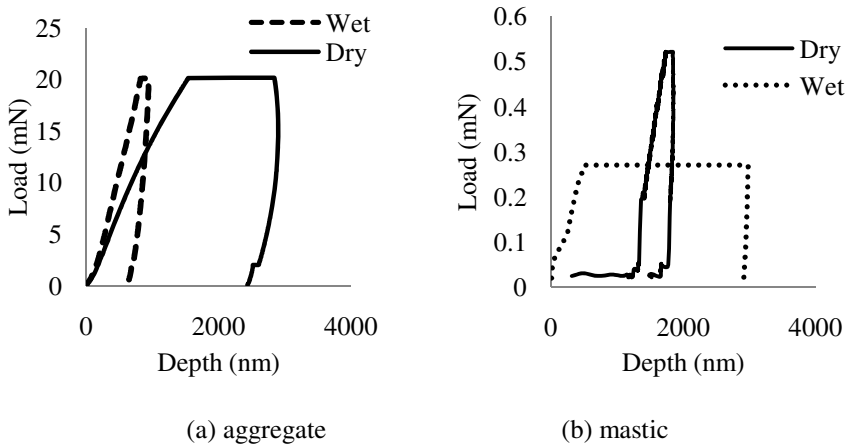 Wet
Dry
25
20
15
10
5
0
Load (mN)
0 2000 4000
Depth (nm)
(a) aggregate
Dry
Wet
0.6
0.5
0.4
0.3
0.2
0.1
0
Load (mN)
0 2000 4000
Depth (nm)
(b) mastic